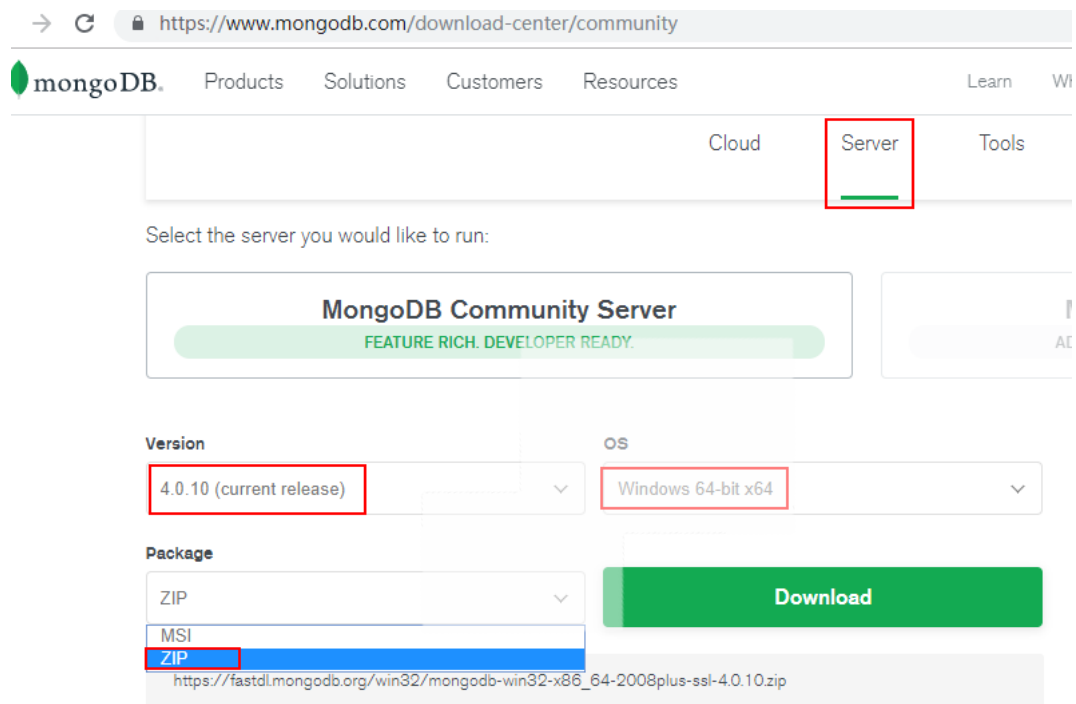 https://www.mongodb.com/download-center/community
mongoDB. Products Solutions Customers Resources Learn
Cloud Server Tools
Select the server you would like to run:
MongoDB Community Server
FEATURE RICH. DEVELOPER READY.
Version OS
4.0.10 (current release) Windows 64-bit x64
Package
ZIP Download
MSI
ZIP
https://fastdl.mongodb.org/win32/mongodb-win32-x86_64-2008plus-ssl-4.0.10.zip